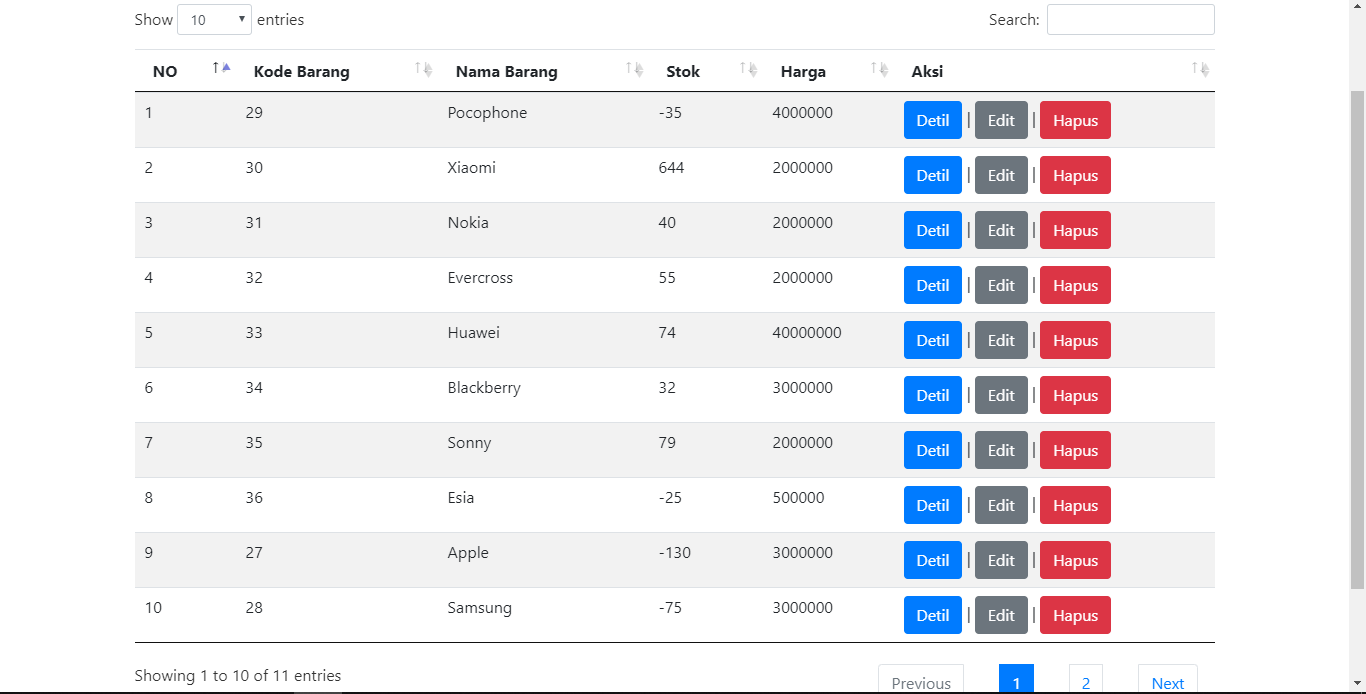 Show 10 entries Search:
NO Kode Barang Nama Barang Stok Harga Aksi
1 29 Pocophone -35 4000000 Detil | Edit | Hapus
2 30 Xiaomi 644 2000000 Detil | Edit | Hapus
3 31 Nokia 40 2000000 Detil | Edit | Hapus
4 32 Evercross 55 2000000 Detil | Edit | Hapus
5 33 Huawei 74 40000000 Detil | Edit | Hapus
6 34 Blackberry 32 3000000 Detil | Edit | Hapus
7 35 Sonny 79 2000000 Detil | Edit | Hapus
8 36 Esia -25 500000 Detil | Edit | Hapus
9 27 Apple -130 3000000 Detil | Edit | Hapus
10 28 Samsung -75 3000000 Detil | Edit | Hapus
Showing 1 to 10 of 11 entries Previous 1 2 Next